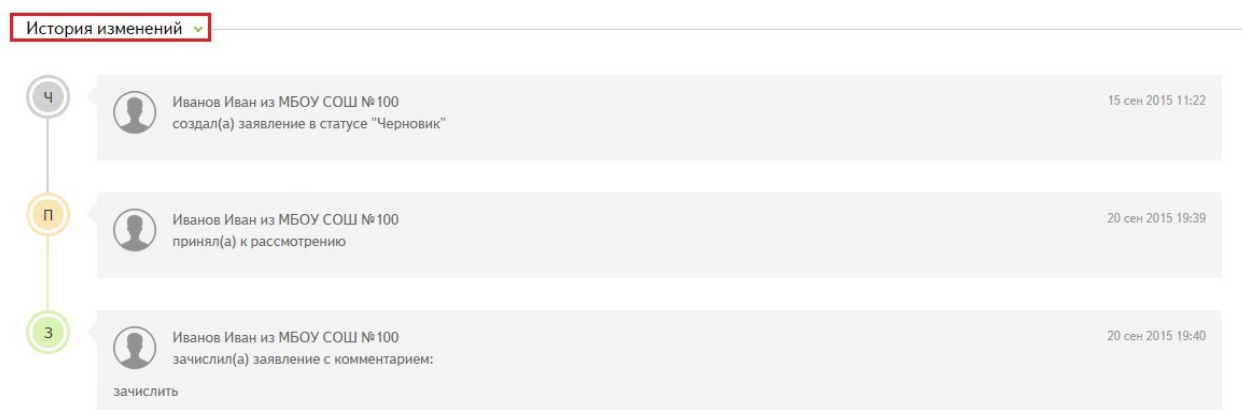 История изменений
Ч
Иванов Иван из МБОУ СОШ №100
15 сен 2015 11:22
создал(а) заявление в статусе "Черновик"
П
Иванов Иван из МБОУ СОШ №100
20 сен 2015 19:39
принял(а) к рассмотрению
З
Иванов Иван из МБОУ СОШ №100
20 сен 2015 19:40
зачислил(а) заявление с комментарием:
зачислить